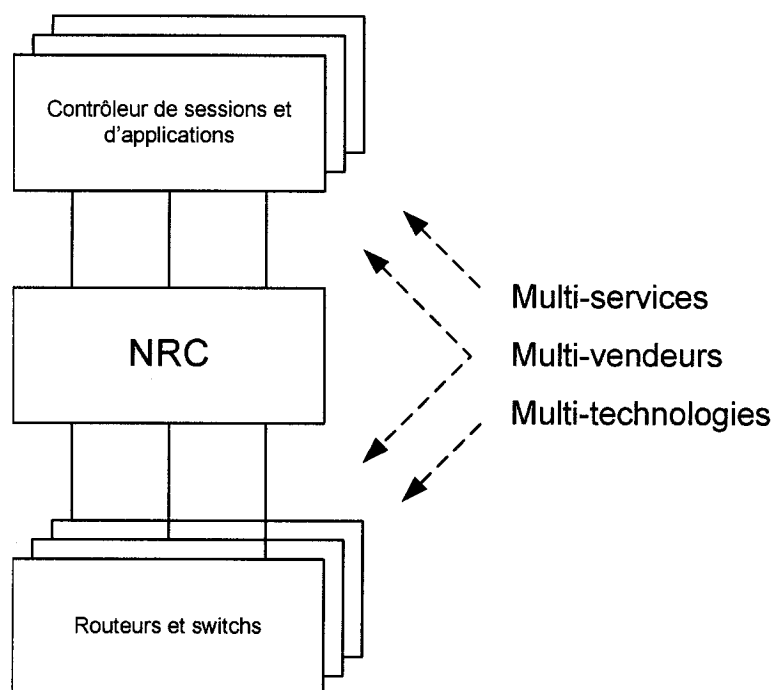 Contrôleur de sessions et
d'applications
NRC
Multi-services
Multi-vendeurs
Multi-technologies
Routeurs et switchs